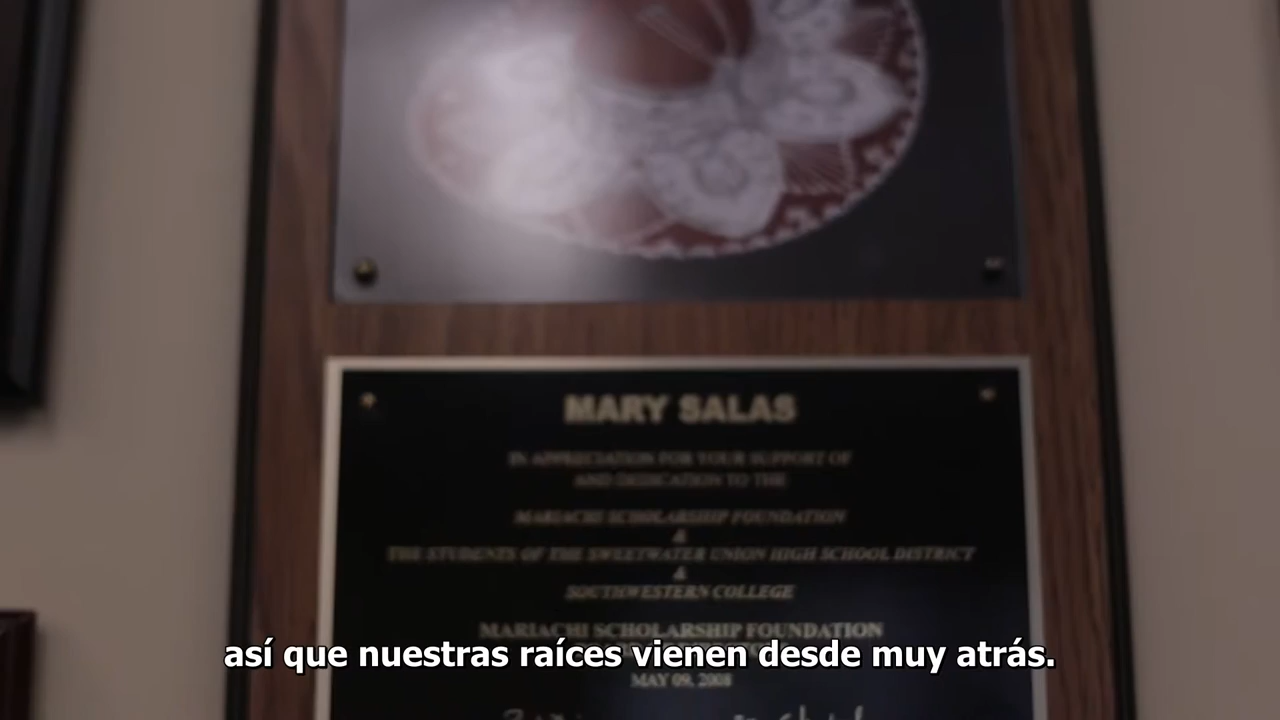 MARY SALAS
IN APPRECIATION FOR YOUR SUPPORT OF
AND DEDICATION TO THE
MARIACHI SCHOLARSHIP FOUNDATION
&
THE STUDENTS OF THE SWEETWATER UNION HIGH SCHOOL DISTRICT
&
SOUTHWESTERN COLLEGE
MARIACHI SCHOLARSHIP FOUNDATION
así que nuestras raíces vienen desde muy atrás.
MAY 09, 2008